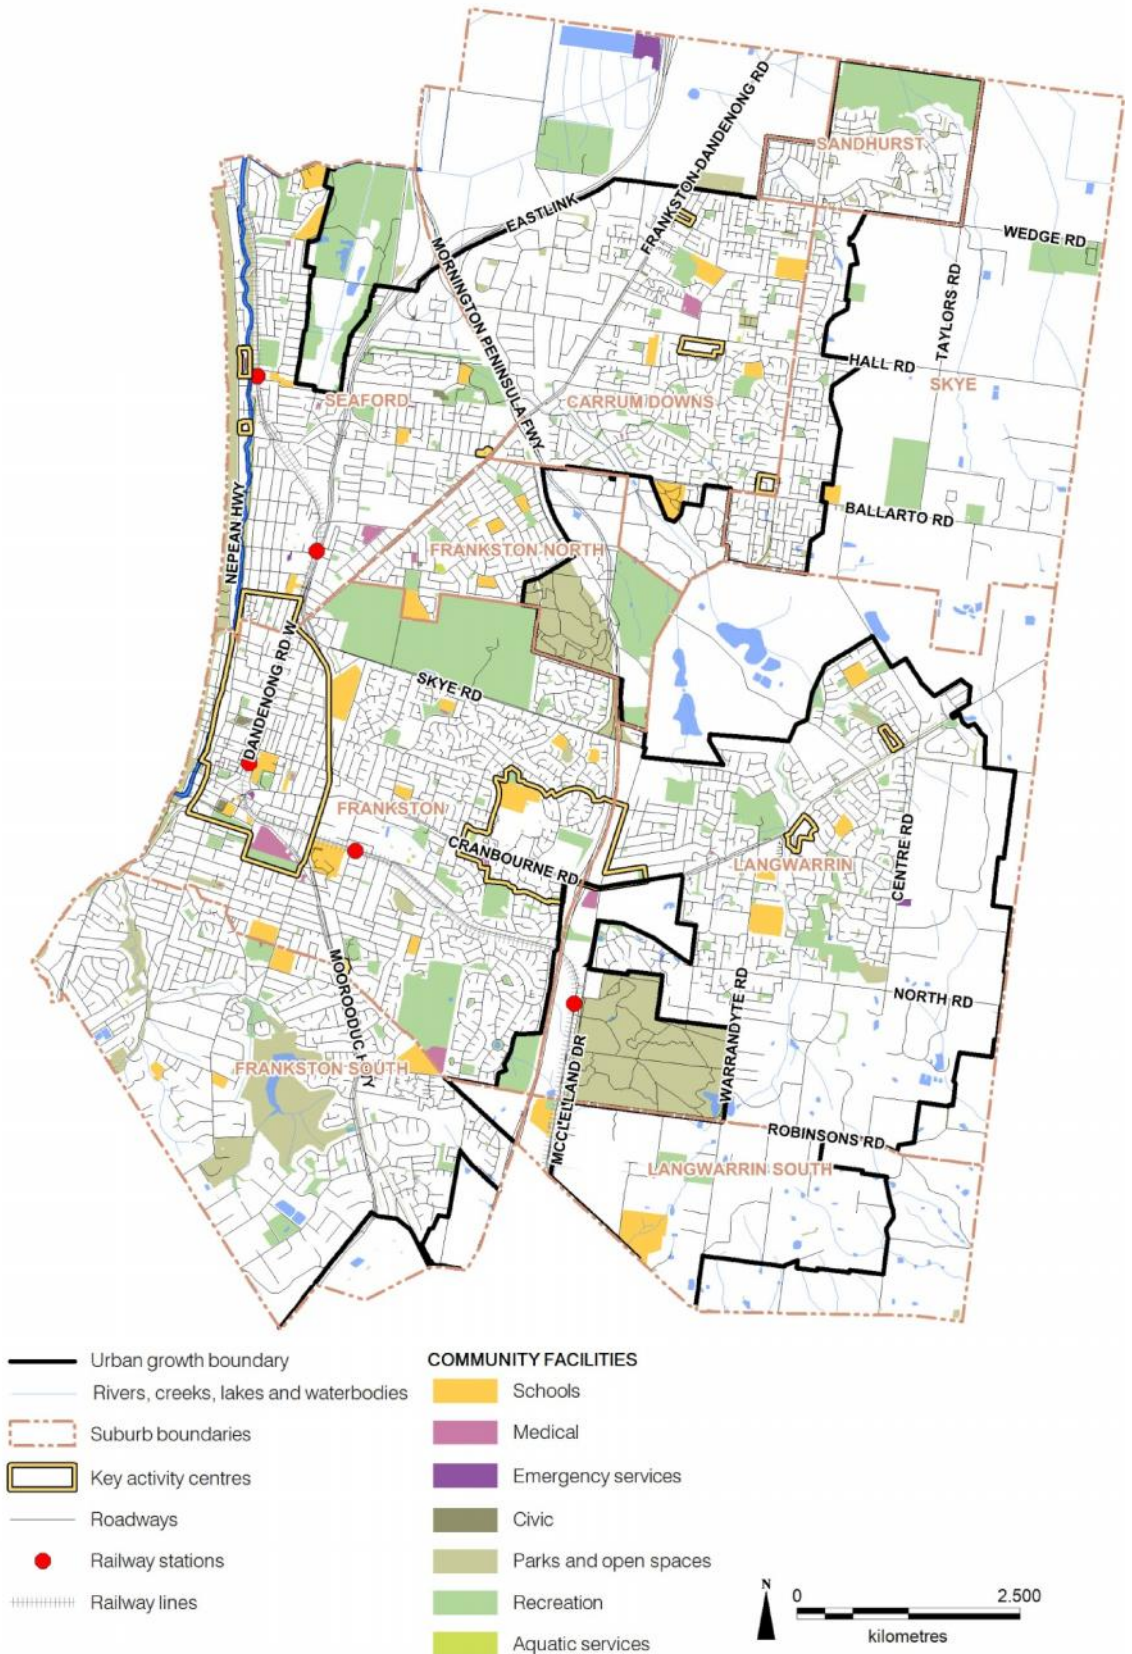 SANDHURST
FRANKSTON-DANDENONG RD
EASTLINK
WEDGE RD
MORNINGTON PENINSULA FWY
TAYLORS RD
HALL RD
SKYE
SEAFORD
CARRUM DOWNS
NEPEAN HWY
BALLARTO RD
FRANKSTON NORTH
DANDENONG RD W
SKYE RD
FRANKSTON
CRANBOURNE RD
LANGWARRIN
CENTRE RD
MOOROODUC HWY
NORTH RD
WARRANDYTE RD
FRANKSTON SOUTH
MCCLELLAND DR
ROBINSONS RD
LANGWARRIN SOUTH
Urban growth boundary
Rivers, creeks, lakes and waterbodies
Suburb boundaries
Key activity centres
Roadways
Railway stations
Railway lines
COMMUNITY FACILITIES
Schools
Medical
Emergency services
Civic
Parks and open spaces
Recreation
Aquatic services
N
0 2.500
kilometres